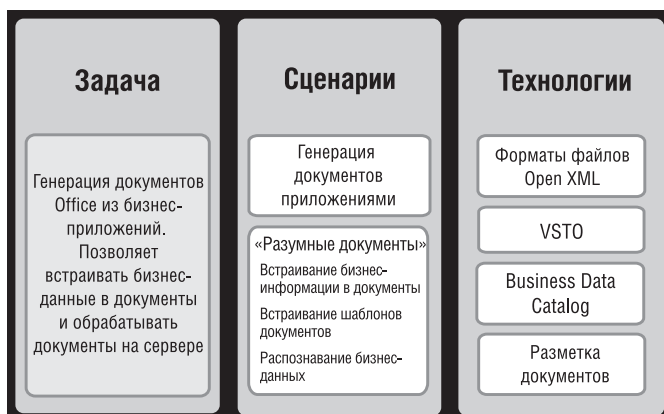 Задача
Генерация документов
Office из бизнес-
приложений.
Позволяет
встраивать бизнес-
данные в документы
и обрабатывать
документы на сервере
Сценарии
Генерация
документов
приложениями
«Разумные документы»
Встраивание бизнес-
информации в документы
Встраивание шаблонов
документов
Распознавание бизнес-
данных
Технологии
Форматы файлов
Open XML
VSTO
Business Data
Catalog
Разметка
документов